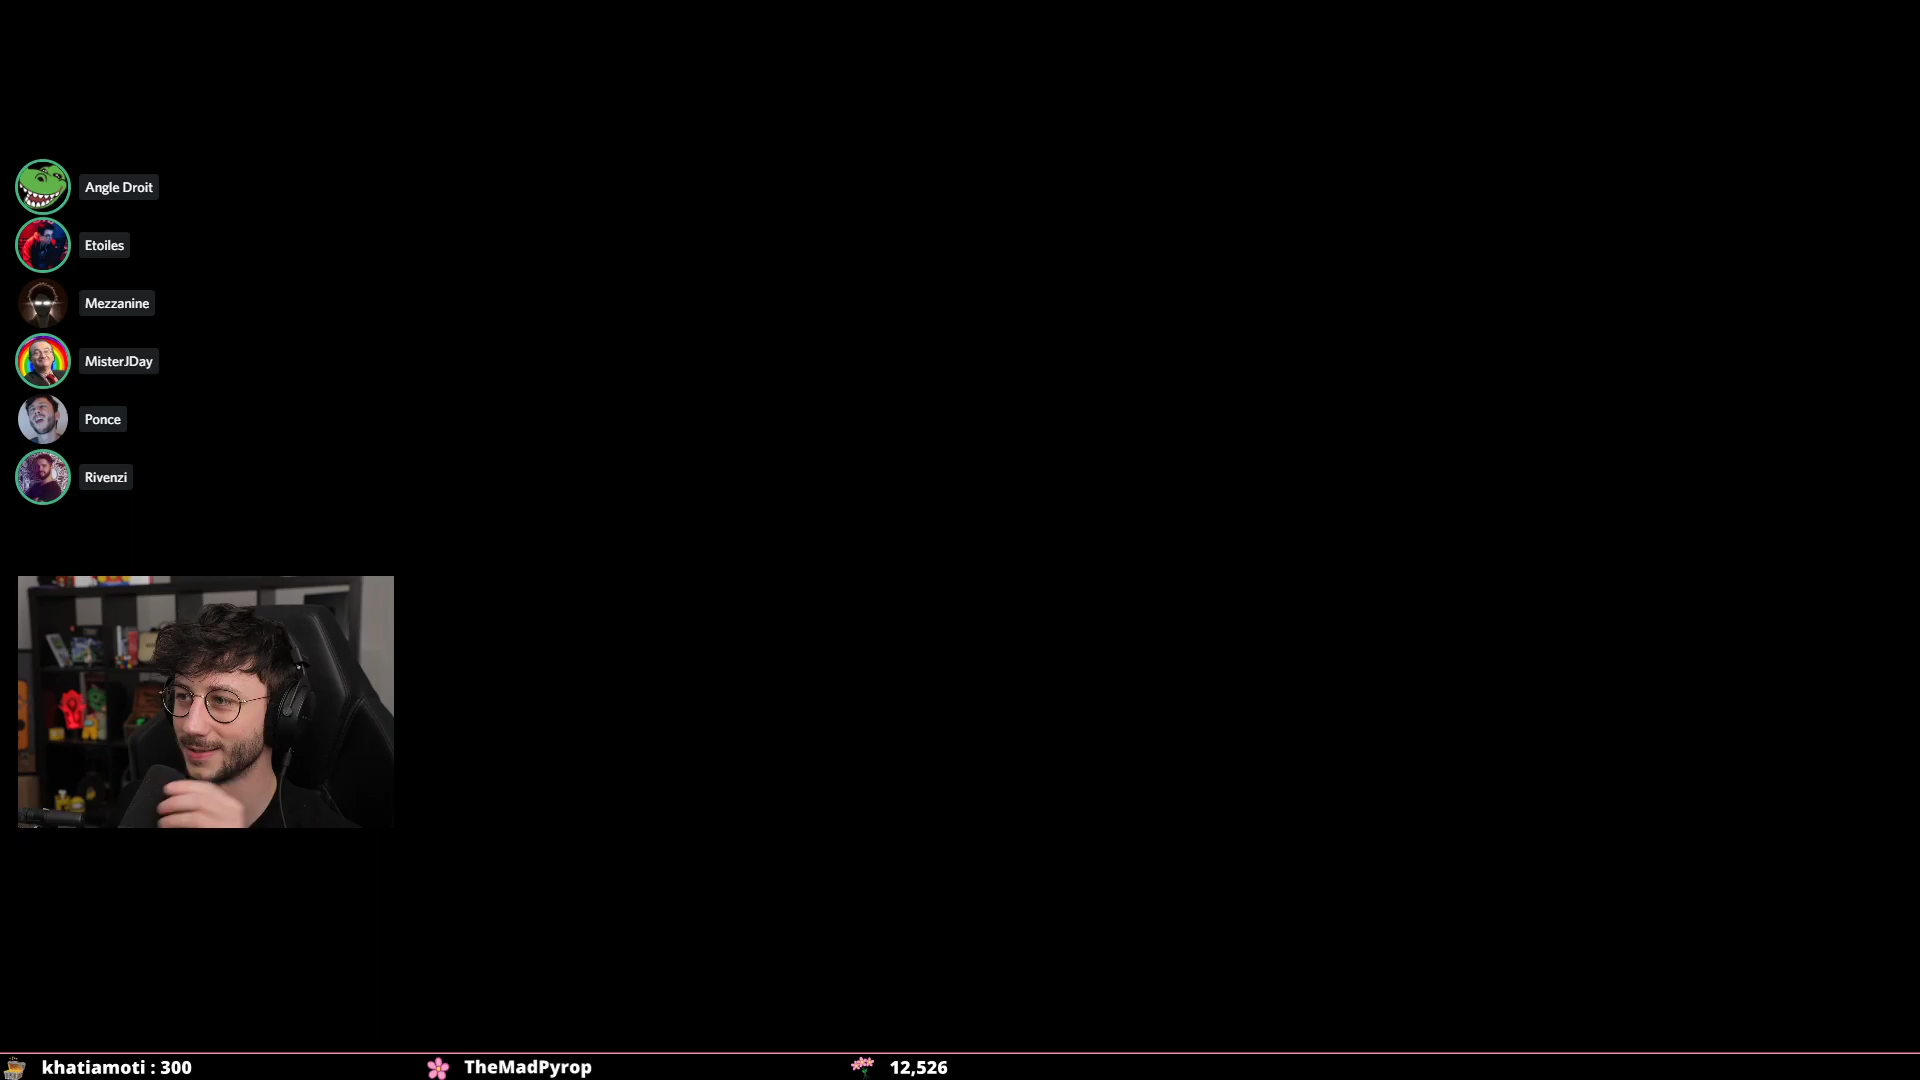 Angle Droit
Etoiles
Mezzanine
MisterJDay
Ponce
Rivenzi
khatiamoti : 300
TheMadPyrop
12,526